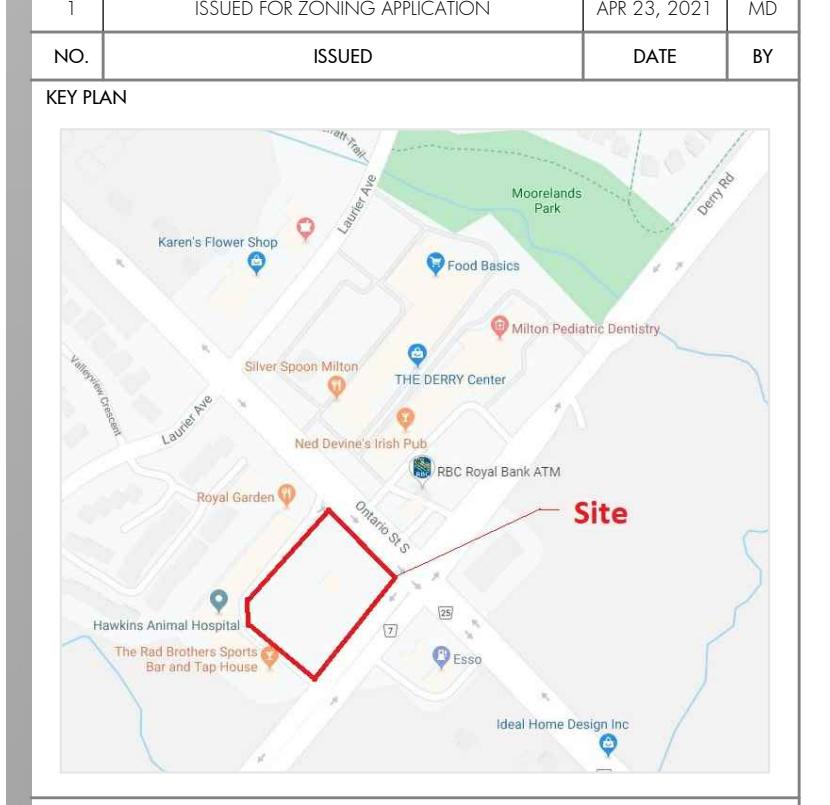 1 ISSUED FOR ZONING APPLICATION APR 23, 2021 MD
NO. ISSUED DATE BY
KEY PLAN
Laurier Ave
Moorelands
Park
Derry Rd
Karen's Flower Shop
Food Basics
Milton Pediatric Dentistry
Silver Spoon Milton
THE DERRY Center
Valleyview Crescent
Laurier Ave
Ned Devine's Irish Pub
RBC
RBC Royal Bank ATM
Royal Garden
Ontario St S
Site
Hawkins Animal Hospital
25
7
The Rad Brothers Sports
Bar and Tap House
Esso
Ideal Home Design Inc